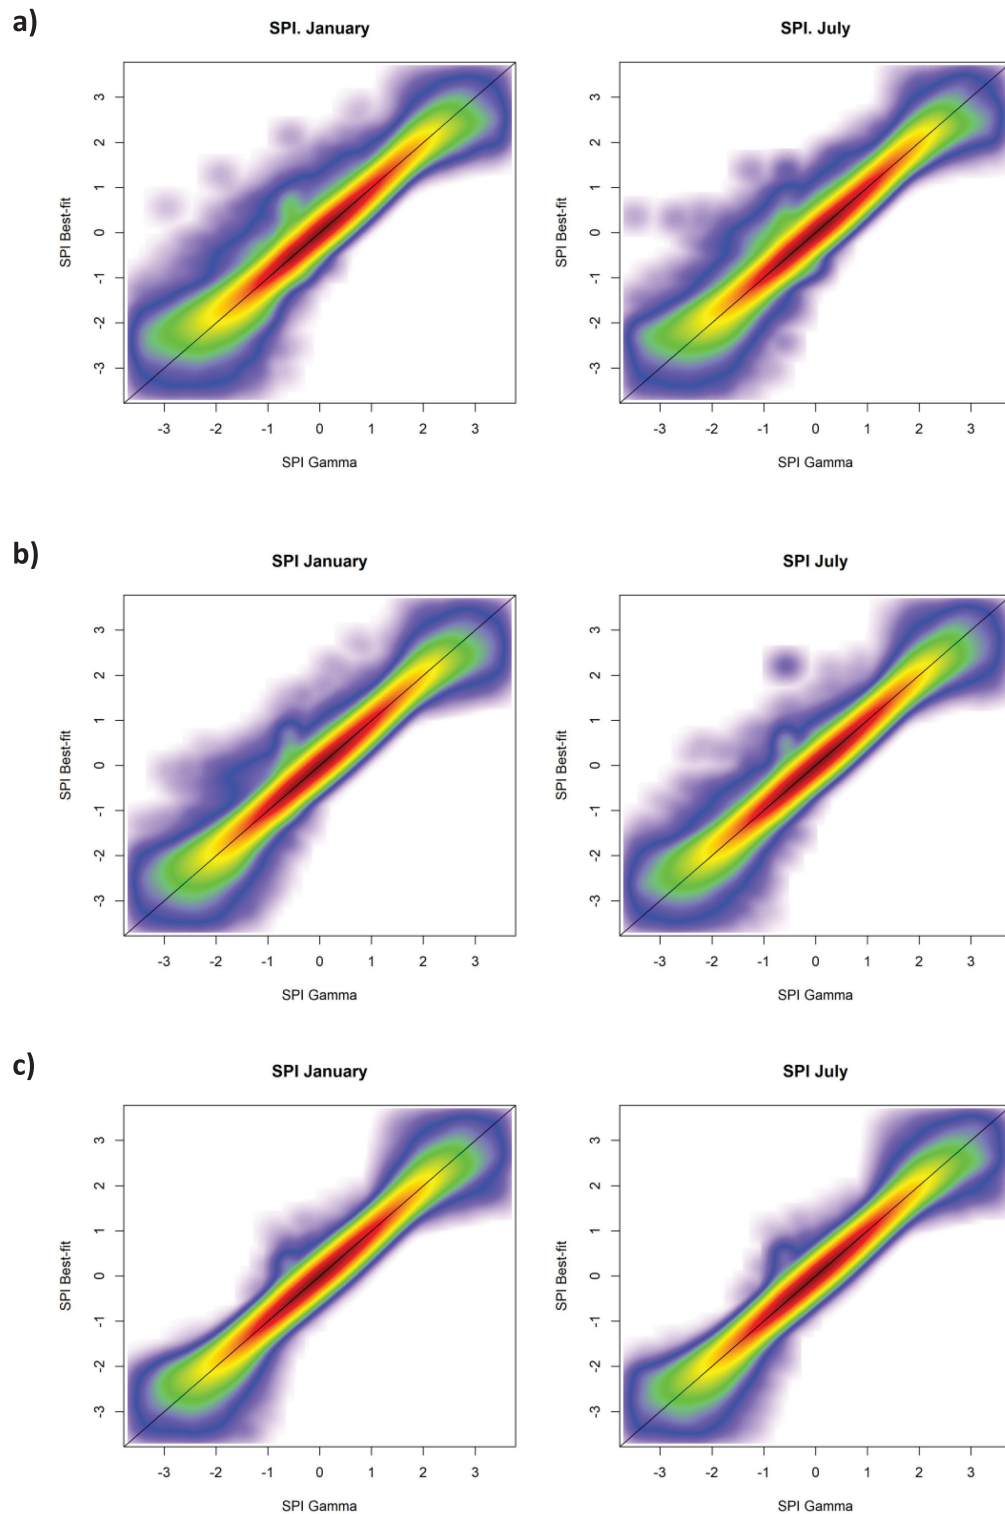 a)
SPI. January
SPI. July
SPI Best-fit
3
2
1
0
-1
-2
-3
-3 -2 -1 0 1 2 3
SPI Gamma
SPI Best-fit
3
2
1
0
-1
-2
-3
-3 -2 -1 0 1 2 3
SPI Gamma
b)
SPI January
SPI July
SPI Best-fit
3
2
1
0
-1
-2
-3
-3 -2 -1 0 1 2 3
SPI Gamma
SPI Best-fit
3
2
1
0
-1
-2
-3
-3 -2 -1 0 1 2 3
SPI Gamma
c)
SPI January
SPI July
SPI Best-fit
3
2
1
0
-1
-2
-3
-3 -2 -1 0 1 2 3
SPI Gamma
SPI Best-fit
3
2
1
0
-1
-2
-3
-3 -2 -1 0 1 2 3
SPI Gamma